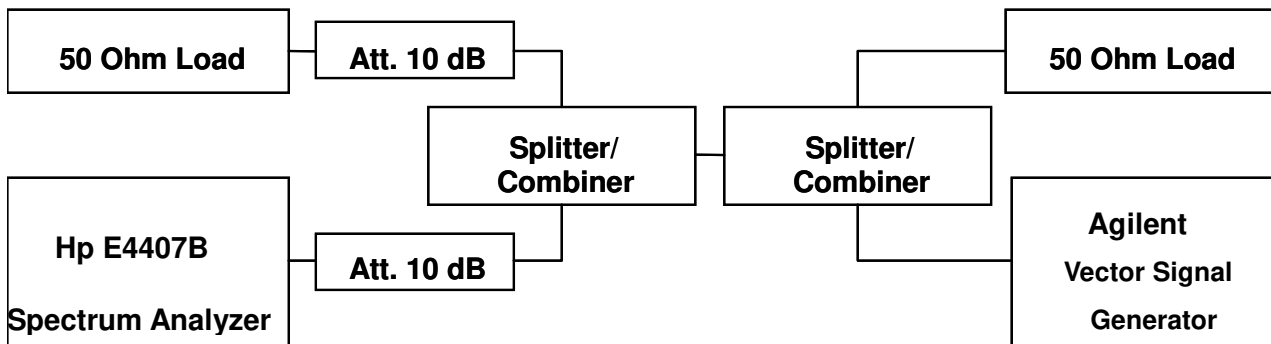 50 Ohm Load
Att. 10 dB
50 Ohm Load
Splitter/
Combiner
Splitter/
Combiner
Hp E4407B
Spectrum Analyzer
Att. 10 dB
Agilent
Vector Signal
Generator